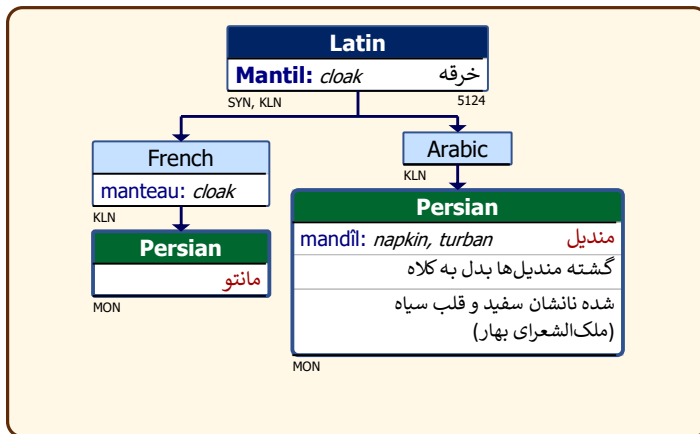 Latin
Mantil: cloak خرقه
SYN, KLN 5124
French
manteau: cloak
KLN
Persian
مانتو
MON
Arabic
KLN
Persian
mandîl: napkin, turban مندیل
گشته مندیل‌ها بدل به کلاه
شده نانشان سفید و قلب سیاه
(ملک‌الشعرای بهار)
MON